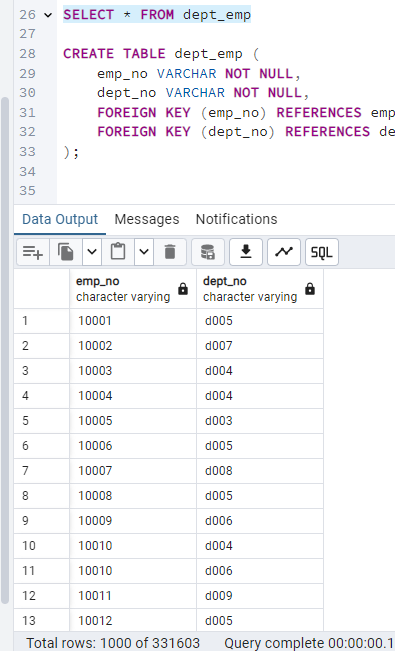 26 SELECT * FROM dept_emp
27
28 CREATE TABLE dept_emp (
29 emp_no VARCHAR NOT NULL,
30 dept_no VARCHAR NOT NULL,
31 FOREIGN KEY (emp_no) REFERENCES emp
32 FOREIGN KEY (dept_no) REFERENCES de
33 );
34
35
Data Output Messages Notifications
SQL
emp_no dept_no
character varying character varying
1 10001 d005
2 10002 d007
3 10003 d004
4 10004 d004
5 10005 d003
6 10006 d005
7 10007 d008
8 10008 d005
9 10009 d006
10 10010 d004
11 10010 d006
12 10011 d009
13 10012 d005
Total rows: 1000 of 331603 Query complete 00:00:00.1